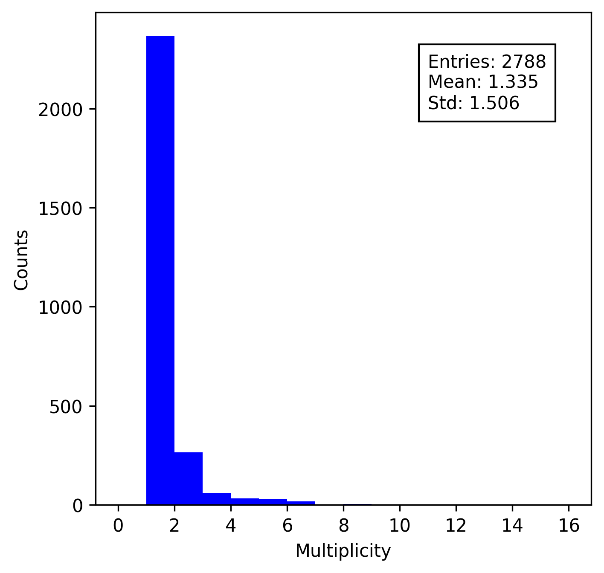 Entries: 2788
Mean: 1.335
Std: 1.506
2000
1500
1000
500
0
Counts
0 2 4 6 8 10 12 14 16
Multiplicity